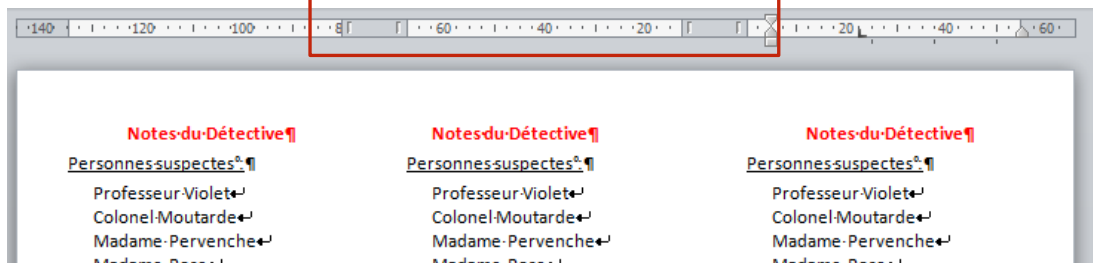 140 120 100 8 60 40 20 20 40 60
Notes·du·Détective¶ Notes·du·Détective¶ Notes·du·Détective¶
Personnes·suspectes°:¶ Personnes·suspectes°:¶ Personnes·suspectes°:¶
Professeur·Violet↵ Professeur·Violet↵ Professeur·Violet↵
Colonel·Moutarde↵ Colonel·Moutarde↵ Colonel·Moutarde↵
Madame·Pervenche↵ Madame·Pervenche↵ Madame·Pervenche↵